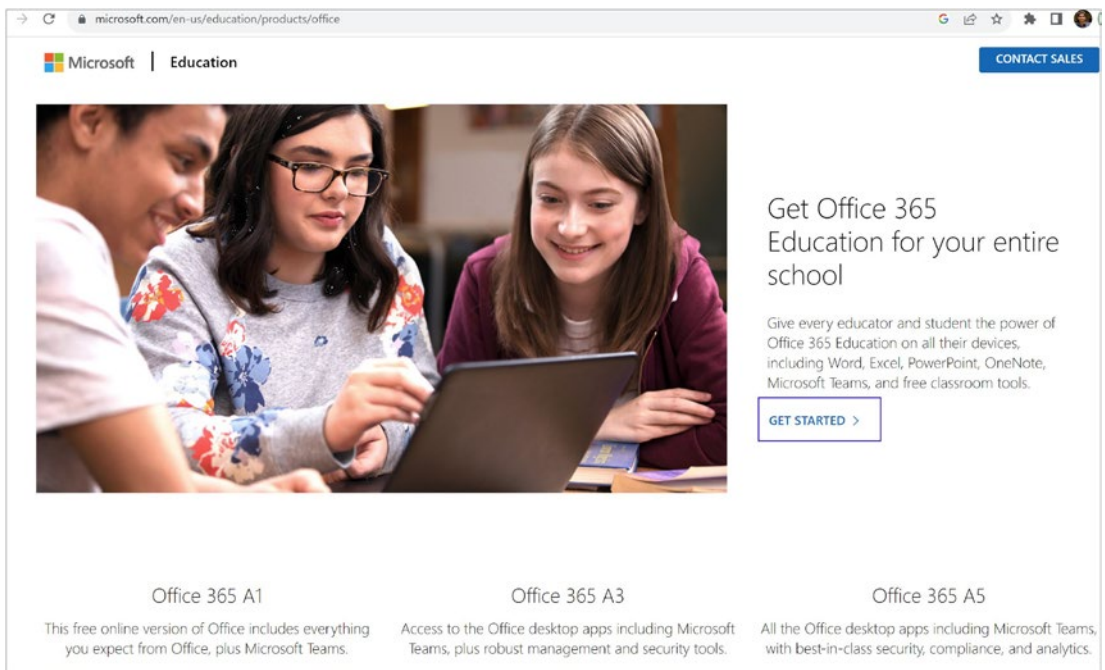 microsoft.com/en-us/education/products/office
Microsoft | Education
CONTACT SALES
Get Office 365
Education for your entire
school
Give every educator and student the power of
Office 365 Education on all their devices,
including Word, Excel, PowerPoint, OneNote,
Microsoft Teams, and free classroom tools.
GET STARTED >
Office 365 A1
This free online version of Office includes everything
you expect from Office, plus Microsoft Teams.
Office 365 A3
Access to the Office desktop apps including Microsoft
Teams, plus robust management and security tools.
Office 365 A5
All the Office desktop apps including Microsoft Teams,
with best-in-class security, compliance, and analytics.